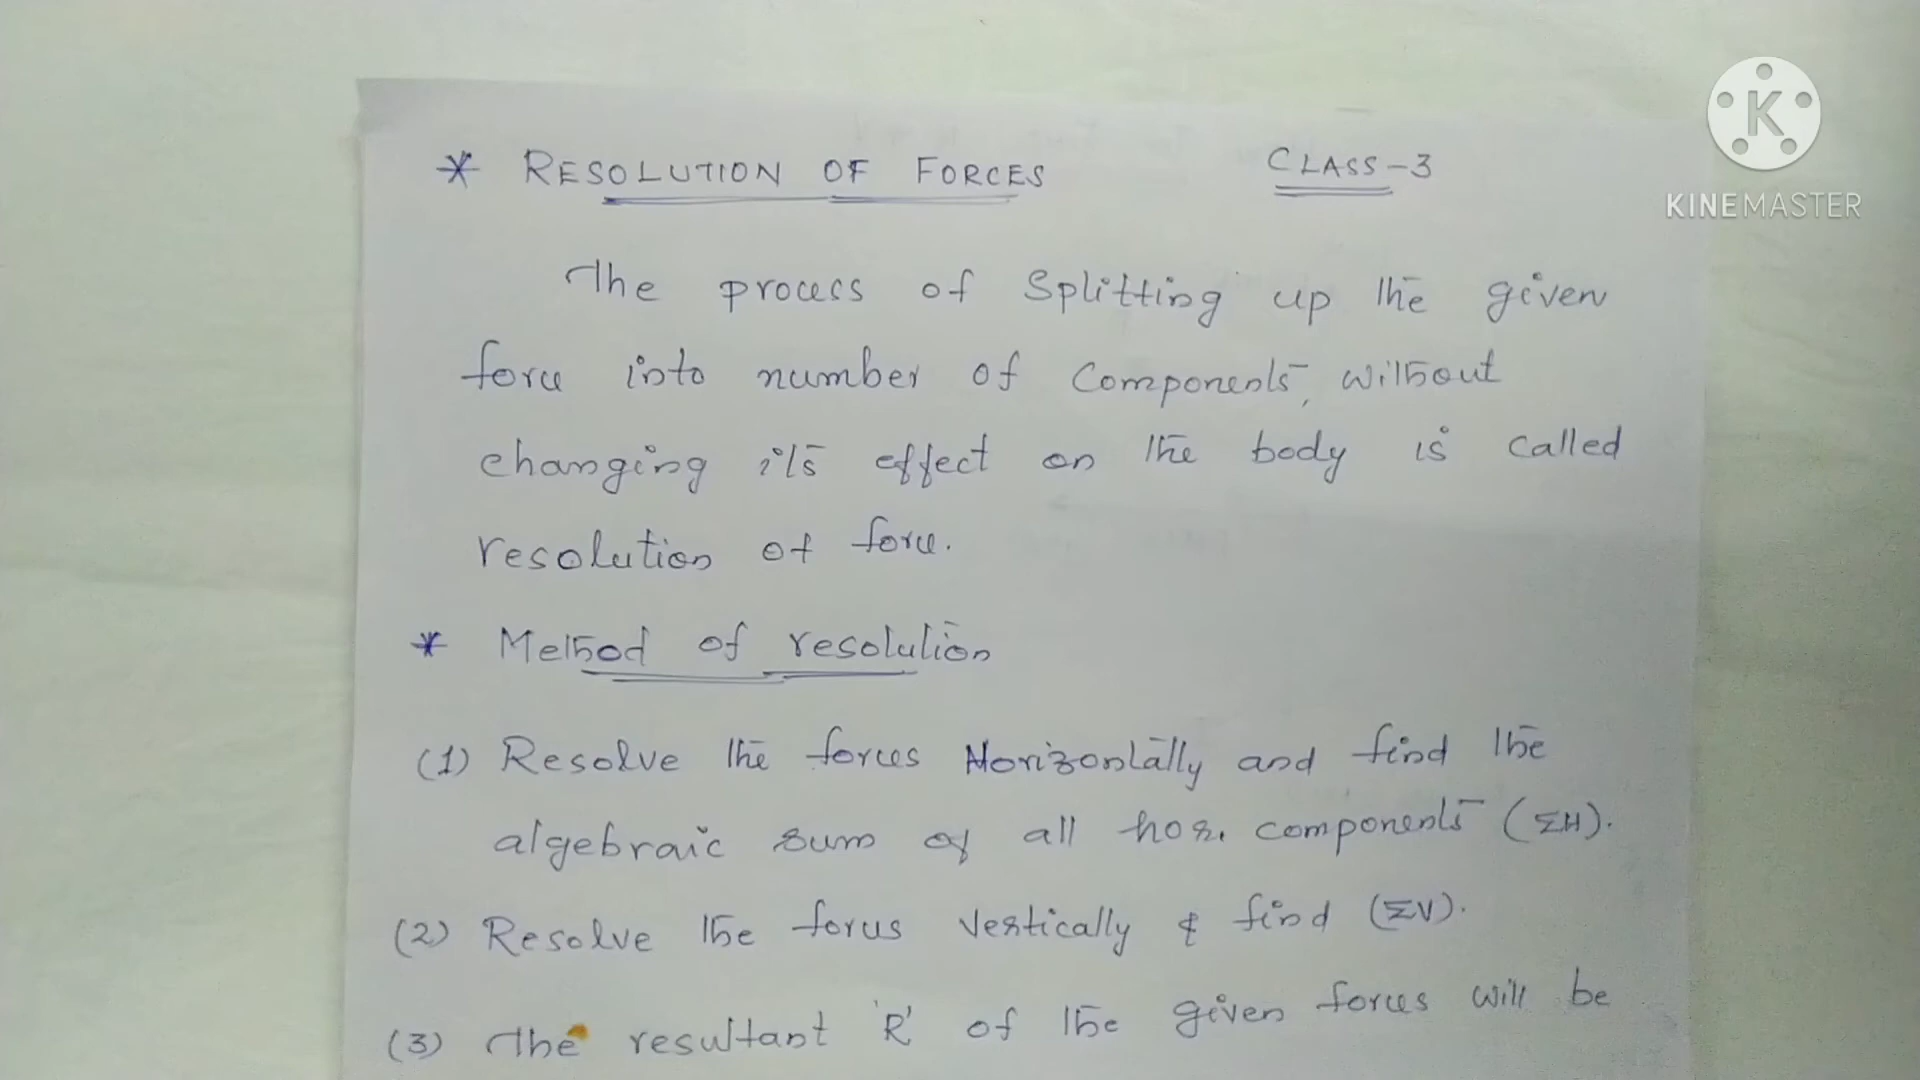 * RESOLUTION OF FORCES CLASS-3
K
KINEMASTER
The process of Splitting up the given
force into number of Components, without
changing its effect on the body is called
resolution of force.
* Method of resolution
(1) Resolve the forces Horizontally and find the
algebraic sum of all hor. components (ΣH).
(2) Resolve the forces Vertically & find (ΣV).
(3) The resultant 'R' of the given forces will be